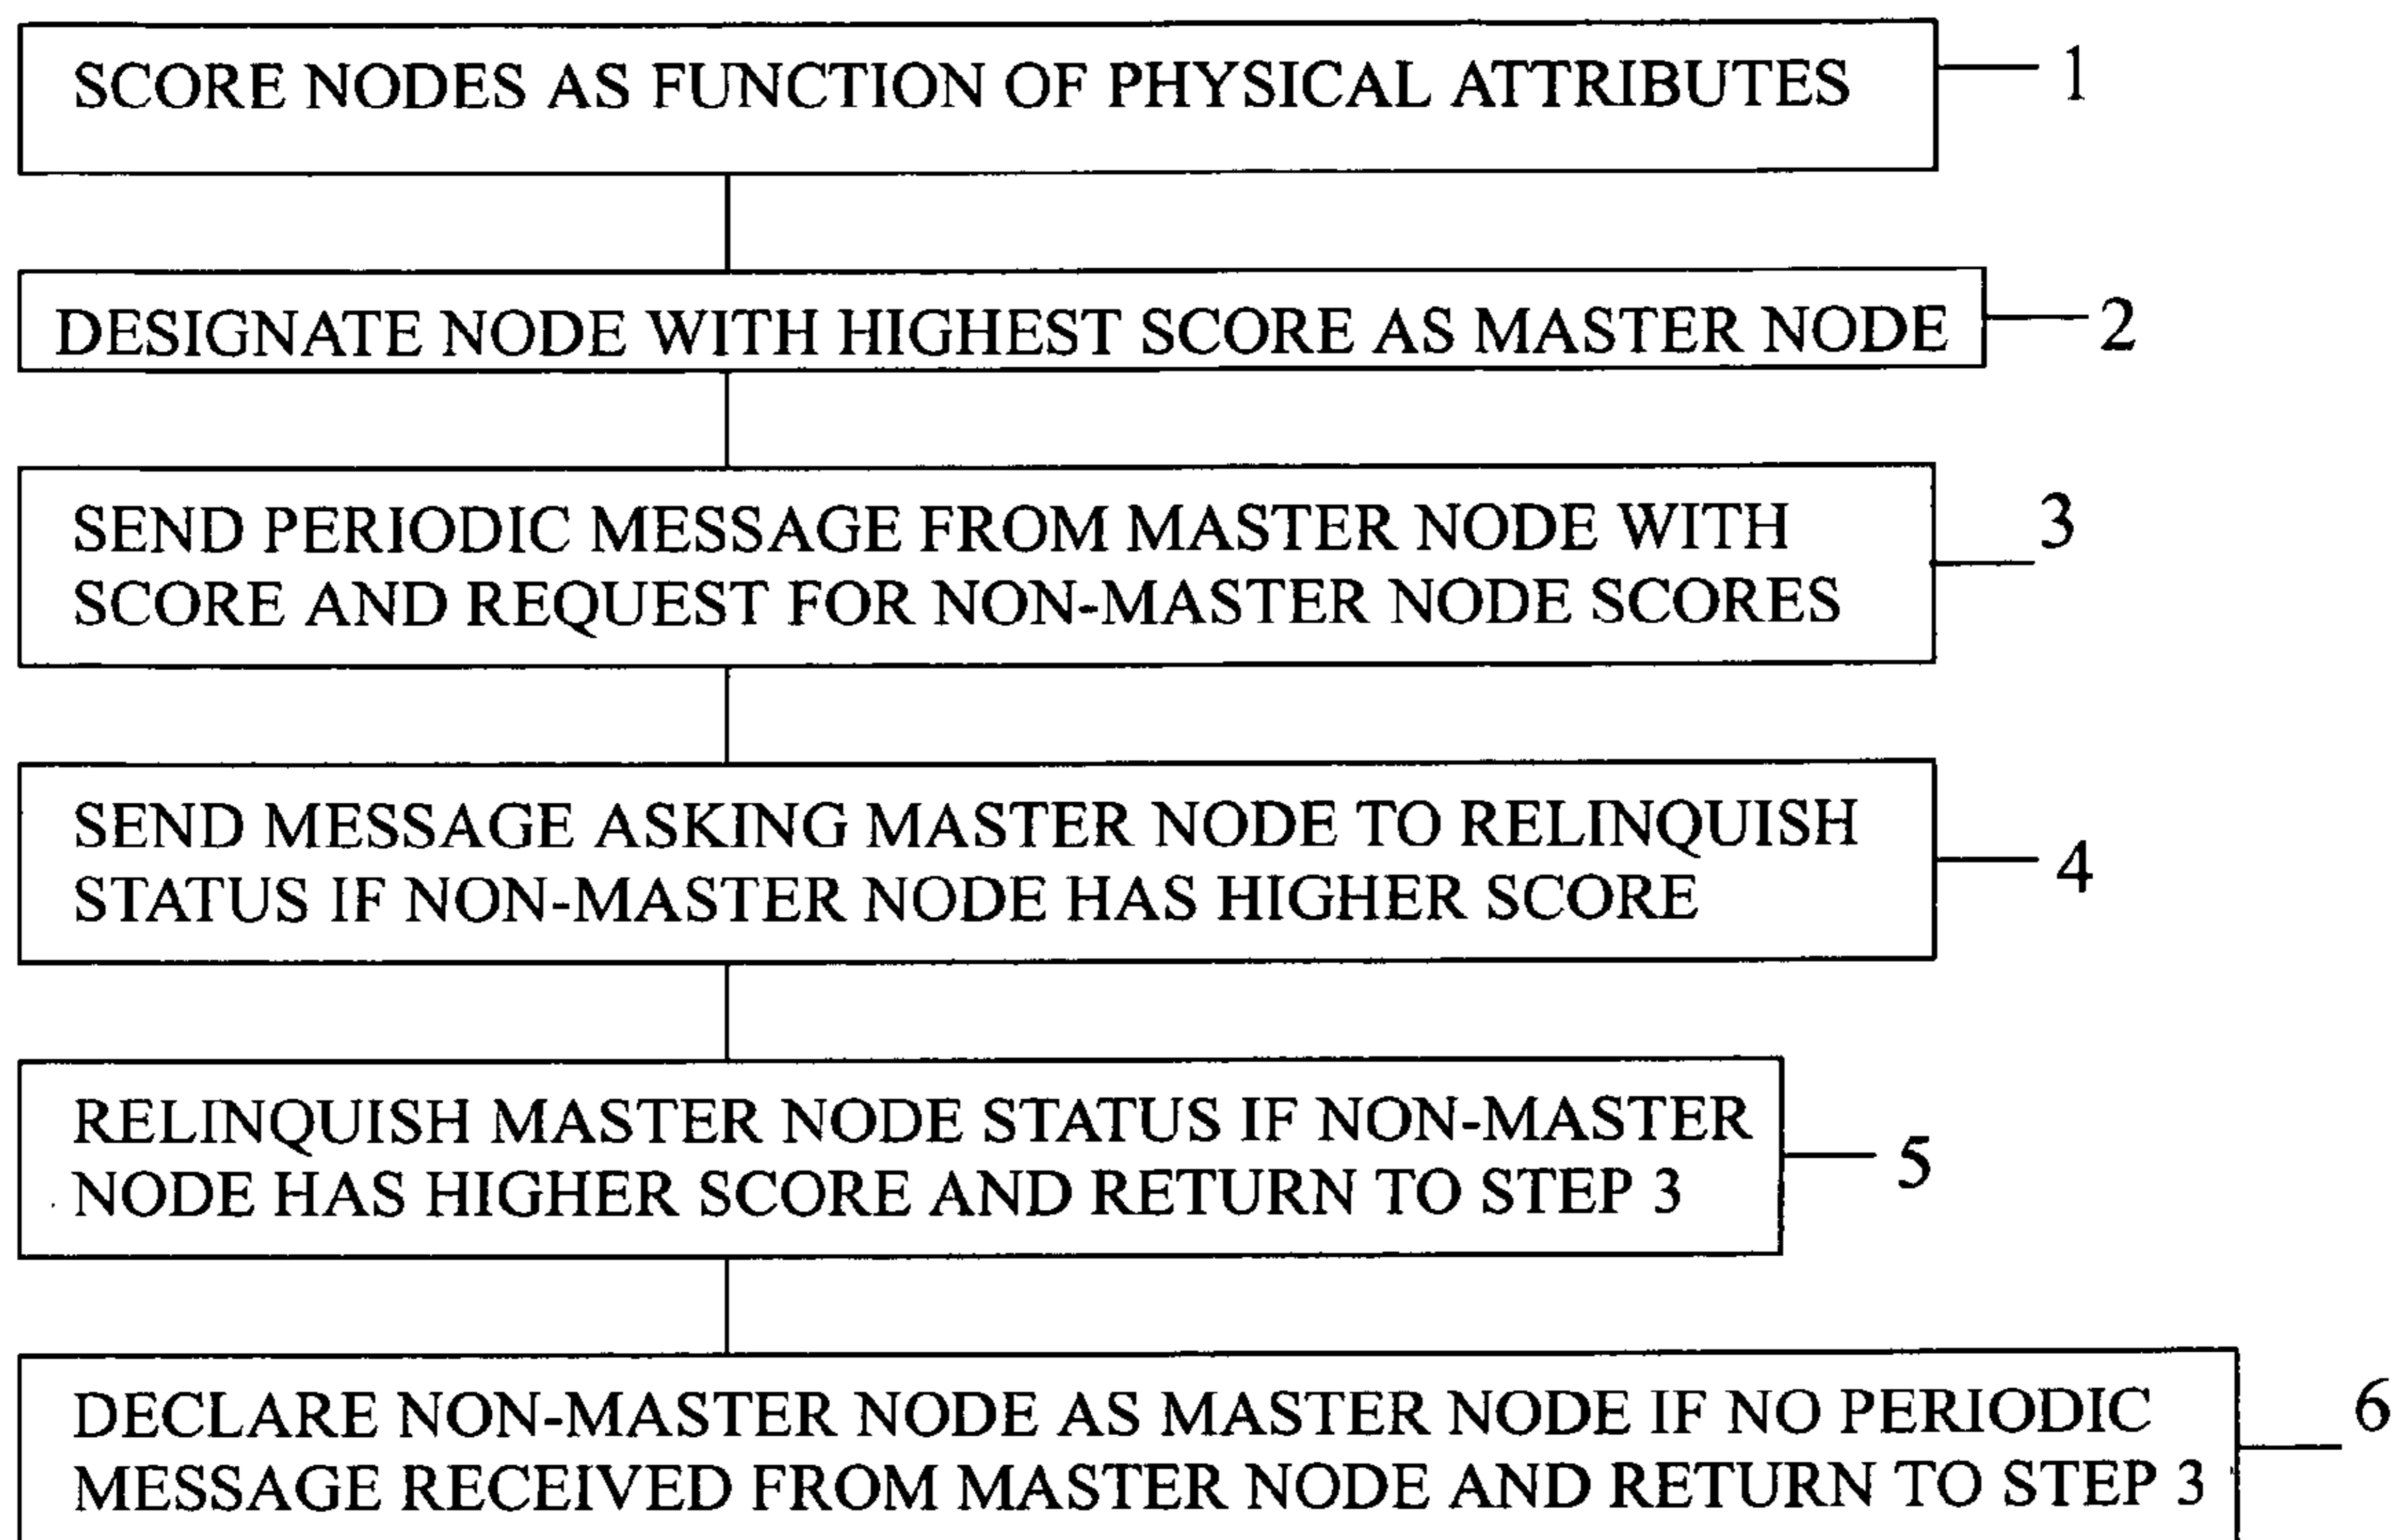 SCORE NODES AS FUNCTION OF PHYSICAL ATTRIBUTES
1
DESIGNATE NODE WITH HIGHEST SCORE AS MASTER NODE
2
SEND PERIODIC MESSAGE FROM MASTER NODE WITH
SCORE AND REQUEST FOR NON-MASTER NODE SCORES
3
SEND MESSAGE ASKING MASTER NODE TO RELINQUISH
STATUS IF NON-MASTER NODE HAS HIGHER SCORE
4
RELINQUISH MASTER NODE STATUS IF NON-MASTER
NODE HAS HIGHER SCORE AND RETURN TO STEP 3
5
DECLARE NON-MASTER NODE AS MASTER NODE IF NO PERIODIC
MESSAGE RECEIVED FROM MASTER NODE AND RETURN TO STEP 3
6